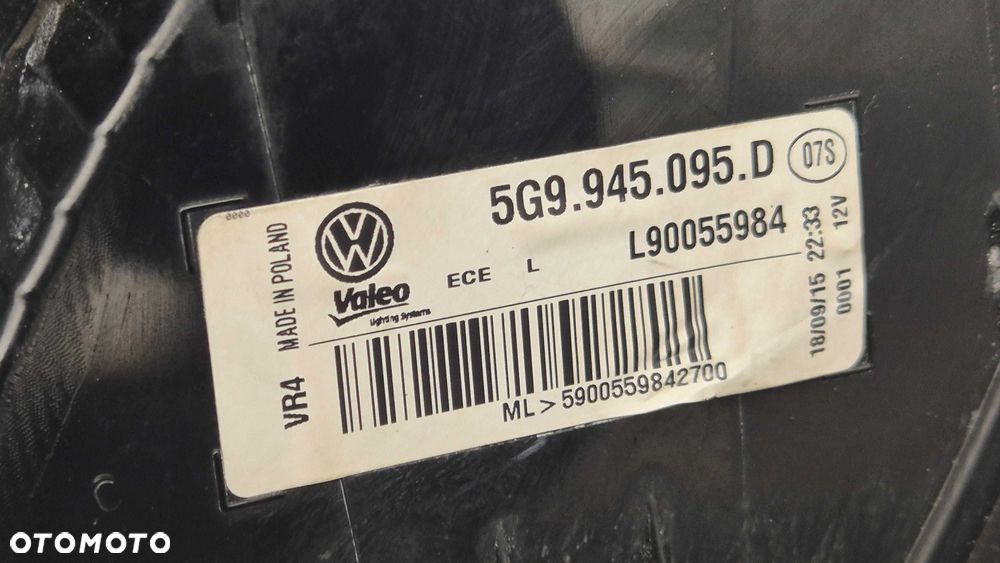 0000
5G9.945.095.D
07S
L90055984
Valeo
Lighting Systems
ECE L
MADE IN POLAND
VR4
18/09/15 22:33
0001 12V
ML>5900559842700
OTOMOTO